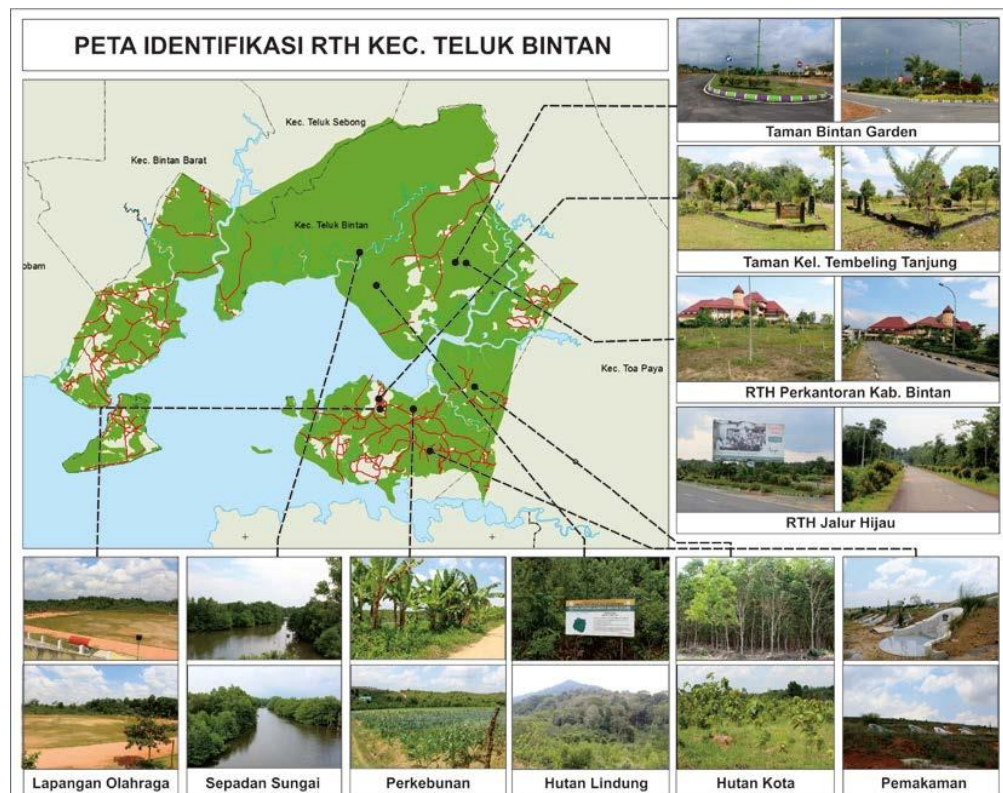 PETA IDENTIFIKASI RTH KEC. TELUK BINTAN
Kec. Teluk Sebong
Kec. Bintan Barat
Kec. Teluk Bintan
obam
Kec. Toa Paya
Taman Bintan Garden
Taman Kel. Tembeling Tanjung
RTH Perkantoran Kab. Bintan
RTH Jalur Hijau
Lapangan Olahraga
Sepadan Sungai
Perkebunan
Hutan Lindung
Hutan Kota
Pemakaman